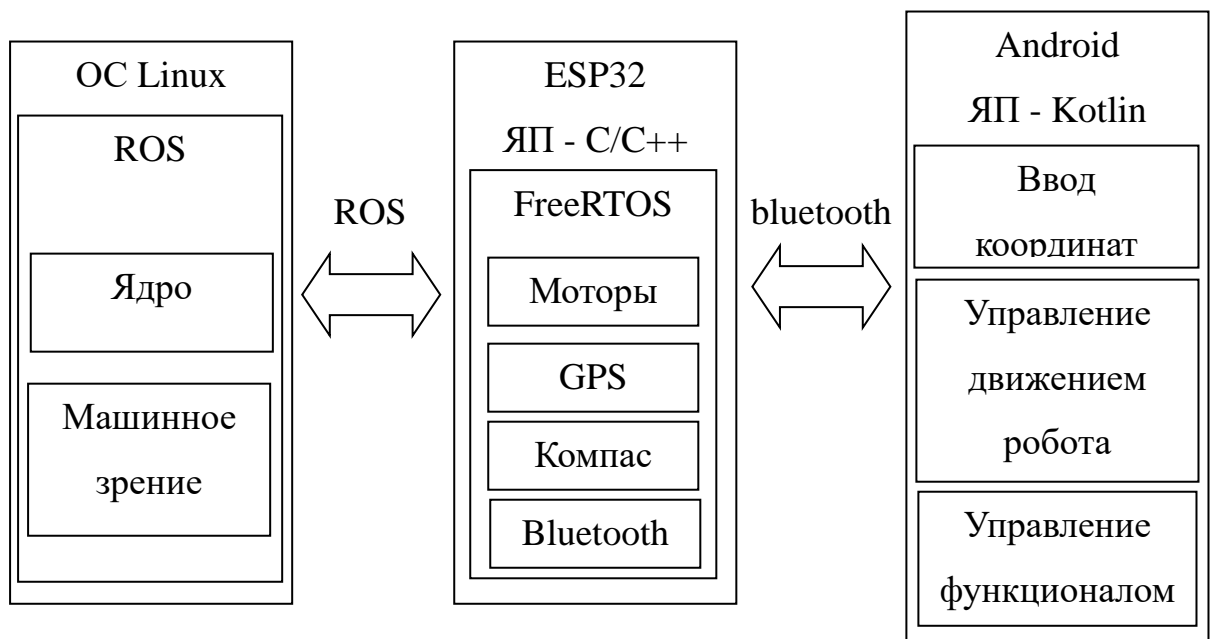 ОС Linux
ROS
Ядро
Машинное
зрение
ROS
ESP32
ЯП - C/C++
FreeRTOS
Моторы
GPS
Компас
Bluetooth
bluetooth
Android
ЯП - Kotlin
Ввод
координат
Управление
движением
робота
Управление
функционалом